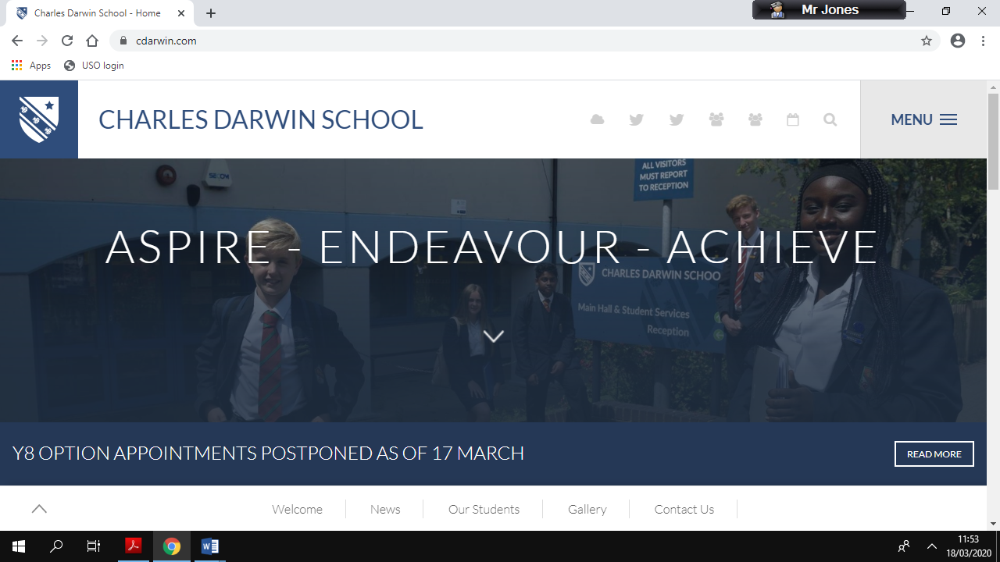 Charles Darwin School - Home
Mr Jones
cdarwin.com
Apps
USO login
CHARLES DARWIN SCHOOL
MENU
ALL VISITORS
MUST REPORT
TO RECEPTION
SECOM
ASPIRE - ENDEAVOUR - ACHIEVE
CHARLES DARWIN SCHOO
Main Hall & Student Services
Reception
Y8 OPTION APPOINTMENTS POSTPONED AS OF 17 MARCH
READ MORE
Welcome
News
Our Students
Gallery
Contact Us
11:53
18/03/2020